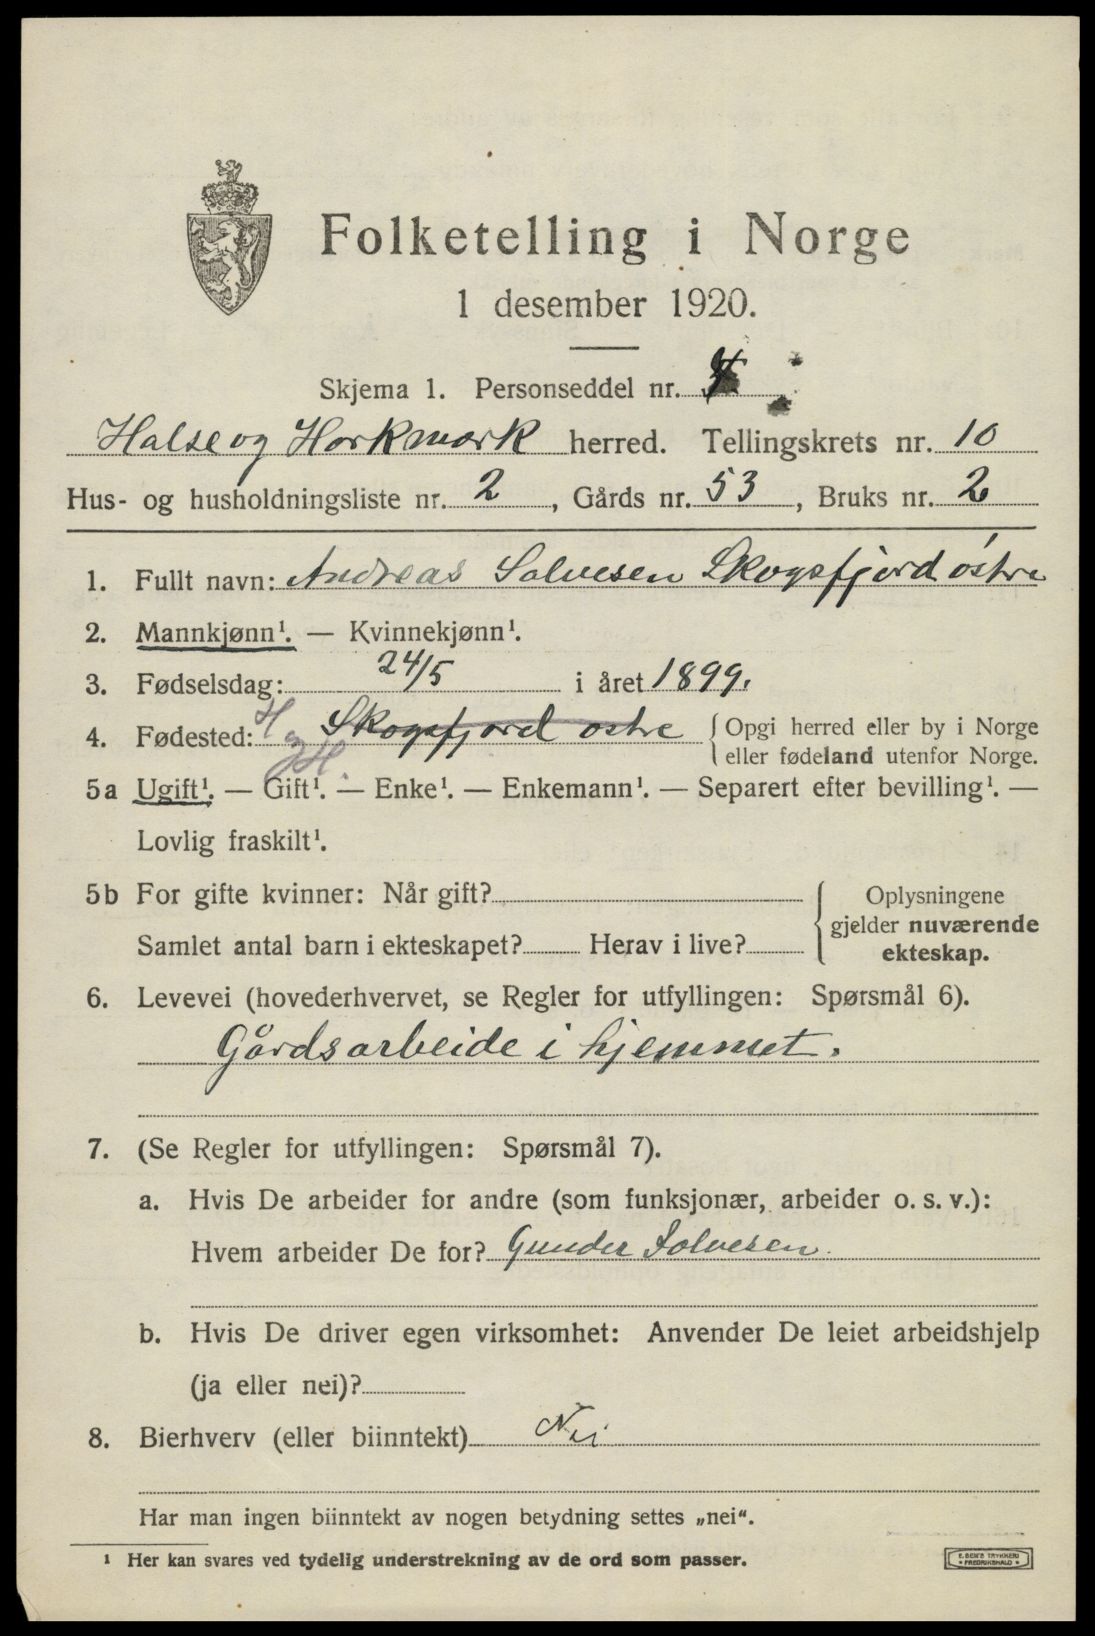 Folketelling i Norge
1 desember 1920.
Skjema 1. Personseddel nr. 4
Halse og Harkmark herred. Tellingskrets nr. 10
Hus- og husholdningsliste nr. 2, Gårds nr. 53, Bruks nr. 2
1. Fullt navn: Andreas Salvesen Skogsfjord østre
2. Mannkjønn¹. — Kvinnekjønn¹.
3. Fødselsdag: 24/5 i året 1899.
4. Fødested: H og H. Skogsfjord østre { Opgi herred eller by i Norge
eller fødeland utenfor Norge.
5a Ugift¹. — Gift¹. — Enke¹. — Enkemann¹. — Separert efter bevilling¹. —
Lovlig fraskilt¹.
5b For gifte kvinner: Når gift? { Oplysningene
gjelder nuværende
Samlet antal barn i ekteskapet? Herav i live? ekteskap.
6. Levevei (hovederhvervet, se Regler for utfyllingen: Spørsmål 6).
Gårdsarbeide i hjemmet.
7. (Se Regler for utfyllingen: Spørsmål 7).
a. Hvis De arbeider for andre (som funksjonær, arbeider o. s. v.):
Hvem arbeider De for? Gunder Salvesen.
b. Hvis De driver egen virksomhet: Anvender De leiet arbeidshjelp
(ja eller nei)?
8. Bierhverv (eller biinntekt) Nei
Har man ingen biinntekt av nogen betydning settes „nei“.
¹ Her kan svares ved tydelig understrekning av de ord som passer.
E. SEM'S TRYKKERI
FREDRIKSHALD